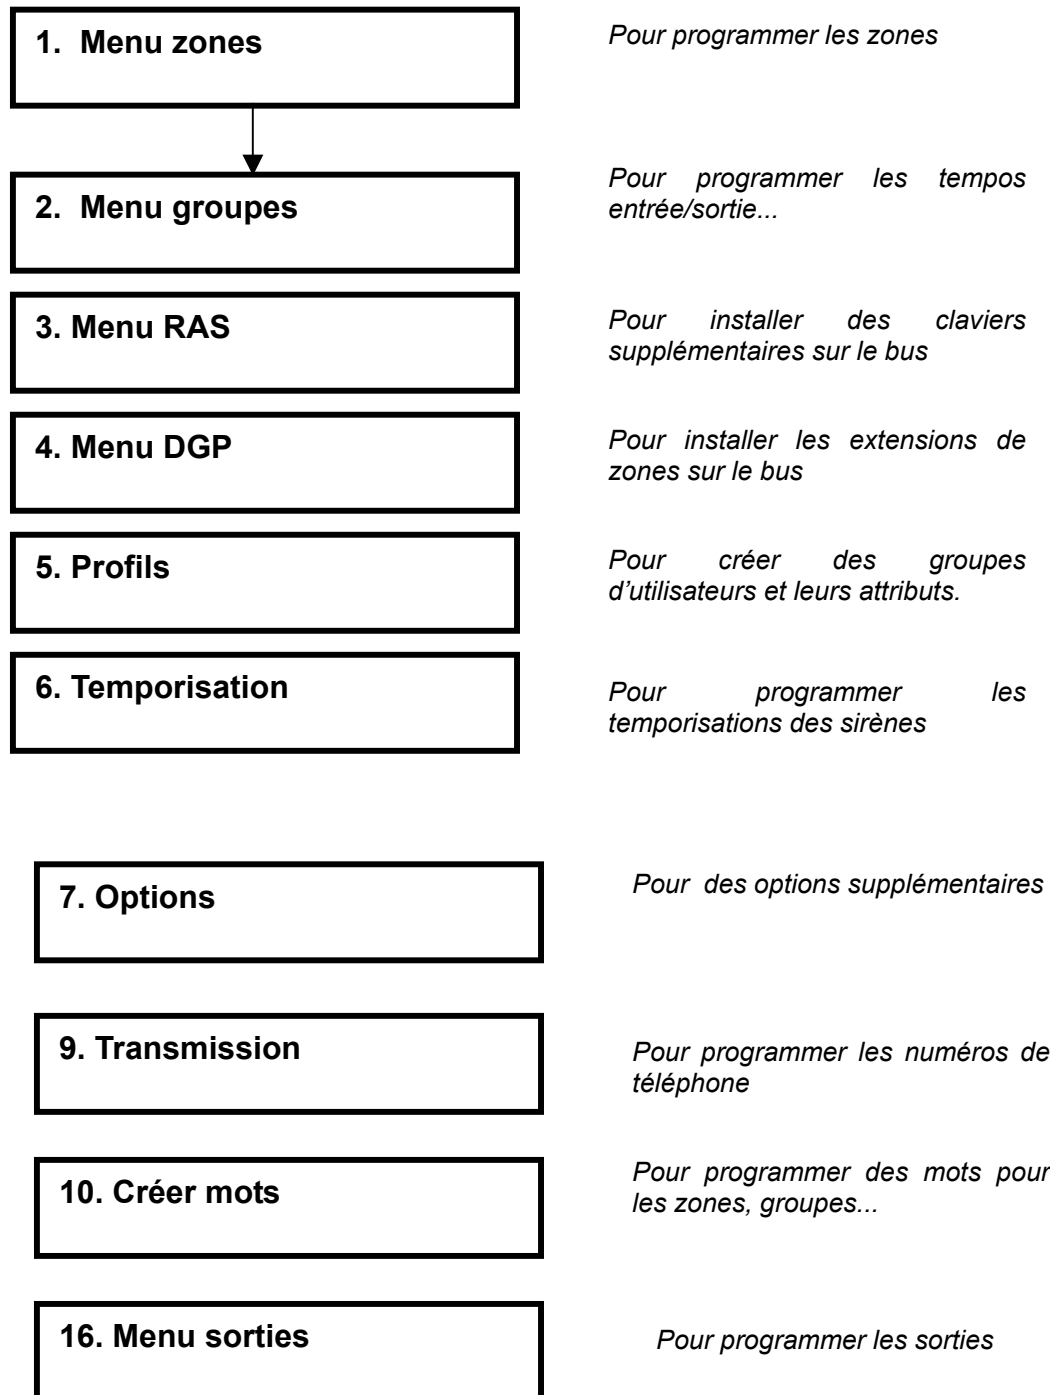 1. Menu zones
Pour programmer les zones
2. Menu groupes
Pour programmer les tempos
entrée/sortie...
3. Menu RAS
Pour installer des claviers
supplémentaires sur le bus
4. Menu DGP
Pour installer les extensions de
zones sur le bus
5. Profils
Pour créer des groupes
d’utilisateurs et leurs attributs.
6. Temporisation
Pour programmer les
temporisations des sirènes
7. Options
Pour des options supplémentaires
9. Transmission
Pour programmer les numéros de
téléphone
10. Créer mots
Pour programmer des mots pour
les zones, groupes...
16. Menu sorties
Pour programmer les sorties